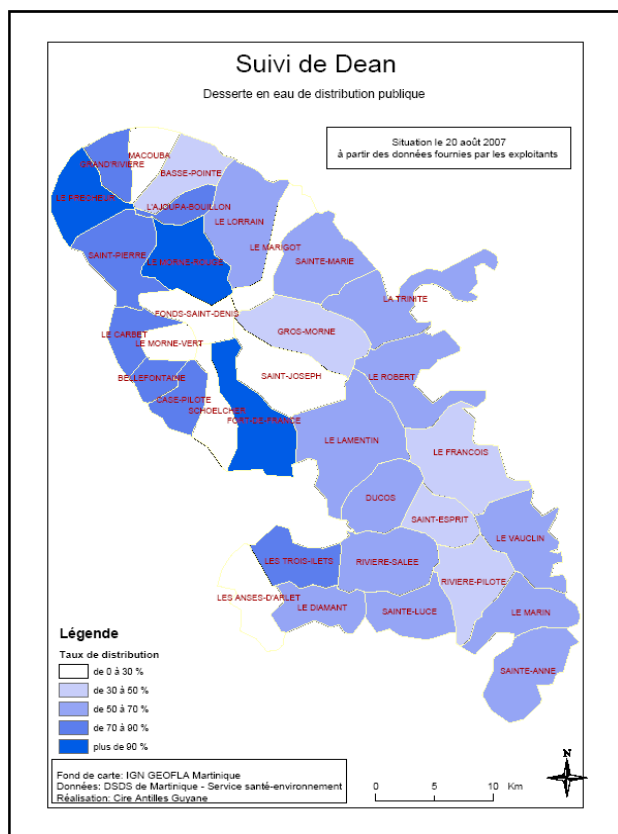 Suivi de Dean
Desserte en eau de distribution publique
Situation le 20 août 2007
à partir des données fournies par les exploitants
MACOUBA
GRAND'RIVIERE
BASSE-POINTE
LE PRECHEUR
L'AJOUPA-BOUILLON
LE LORRAIN
LE MARIGOT
SAINT-PIERRE
LE MORNE-ROUGE
SAINTE-MARIE
LA TRINITE
FONDS-SAINT-DENIS
LE CARBET
GROS-MORNE
LE MORNE-VERT
SAINT-JOSEPH
LE ROBERT
BELLEFONTAINE
CASE-PILOTE
SCHOELCHER
FORT-DE-FRANCE
LE LAMENTIN
LE FRANCOIS
DUCOS
SAINT-ESPRIT
LE VAUCLIN
LES TROIS-ILETS
RIVIERE-SALEE
RIVIERE-PILOTE
LES ANSES-D'ARLET
LE DIAMANT
SAINTE-LUCE
LE MARIN
SAINTE-ANNE
Légende
Taux de distribution
de 0 à 30 %
de 30 à 50 %
de 50 à 70 %
de 70 à 90 %
plus de 90 %
Fond de carte: IGN GEOFLA Martinique
Données: DSDS de Martinique - Service santé-environnement
Réalisation: Cire Antilles Guyane
0 5 10 Km
N